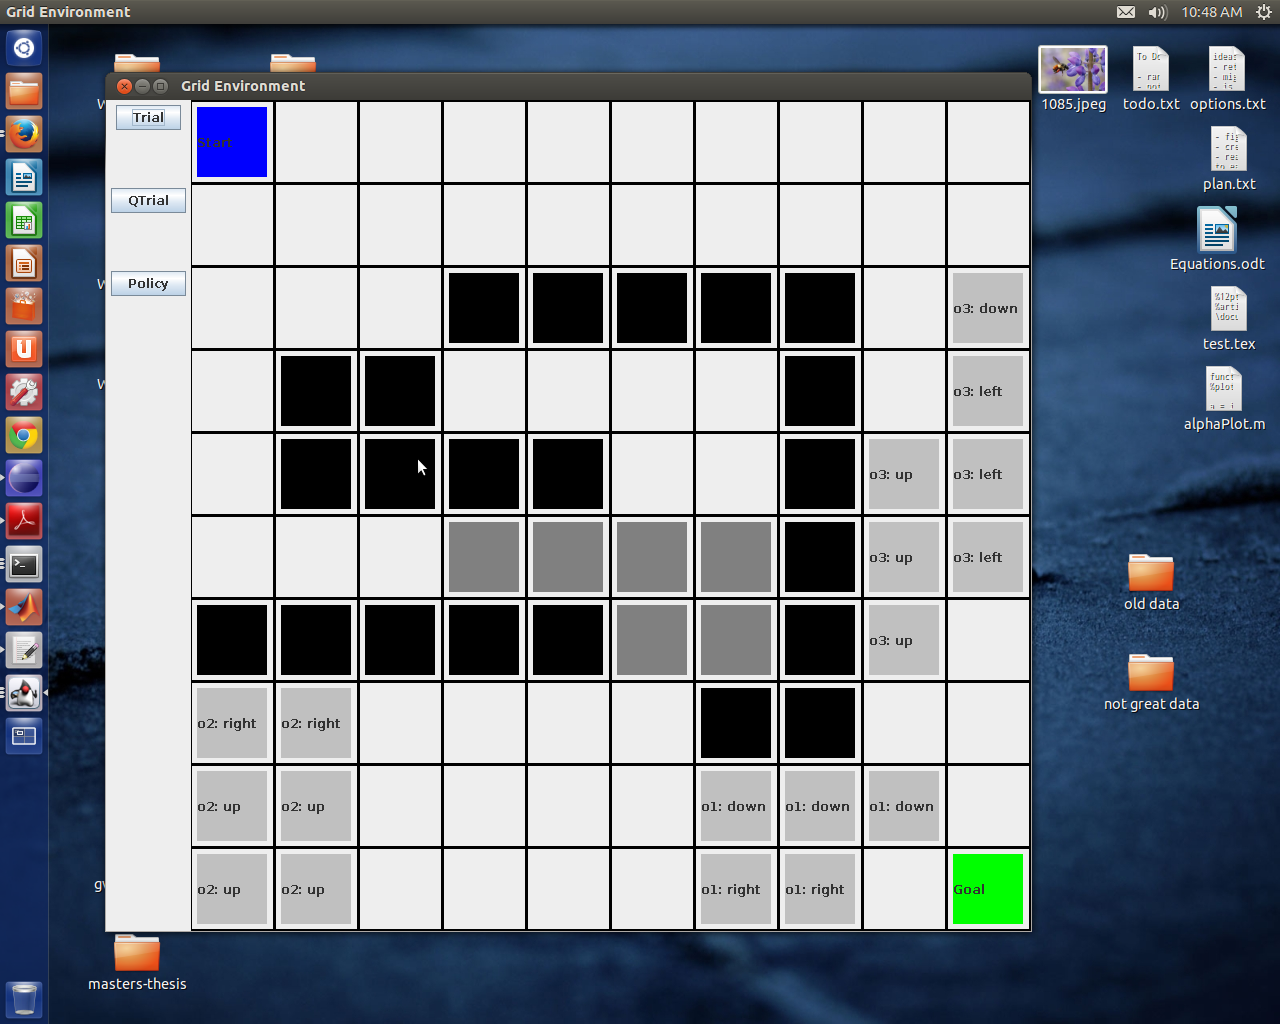 Grid Environment
10:48 AM
Grid Environment
Trial
QTrial
Policy
Start
o3: down
o3: left
o3: up
o3: left
o3: up
o3: left
o3: up
o2: right
o2: right
o2: up
o2: up
o1: down
o1: down
o1: down
o2: up
o2: up
o1: right
o1: right
Goal
1085.jpeg
todo.txt
options.txt
plan.txt
Equations.odt
test.tex
alphaPlot.m
old data
not great data
masters-thesis